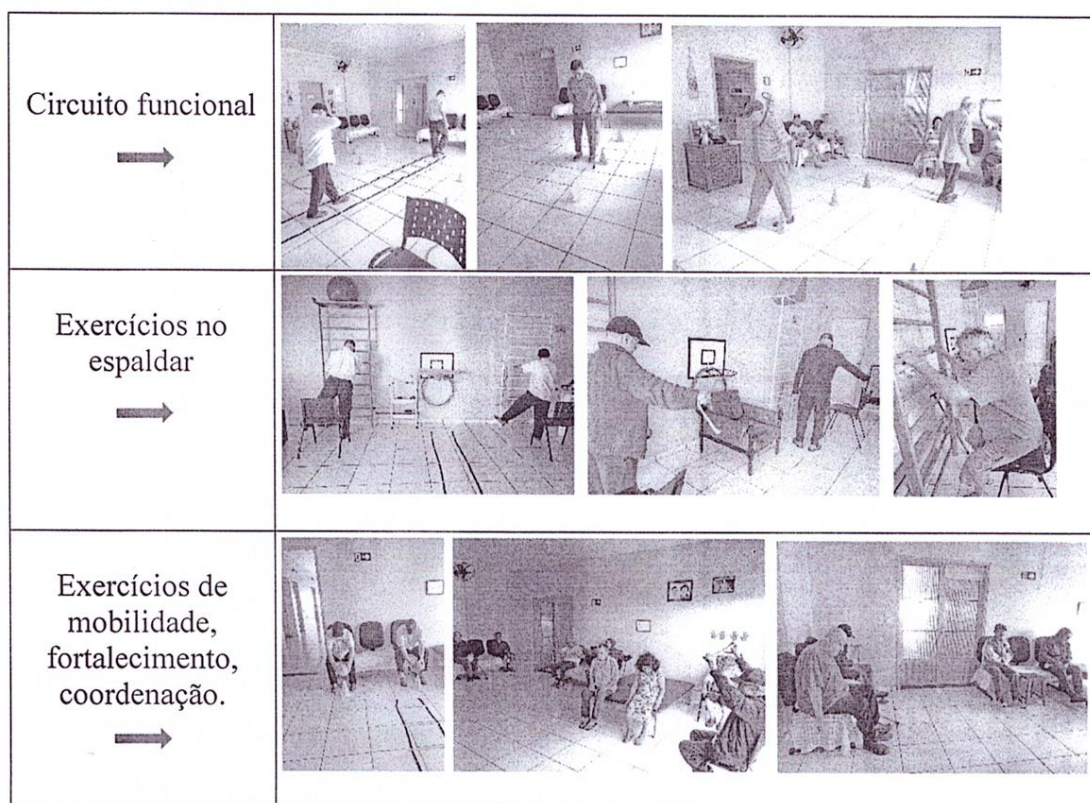 Circuito funcional
Exercícios no
espaldar
Exercícios de
mobilidade,
fortalecimento,
coordenação.